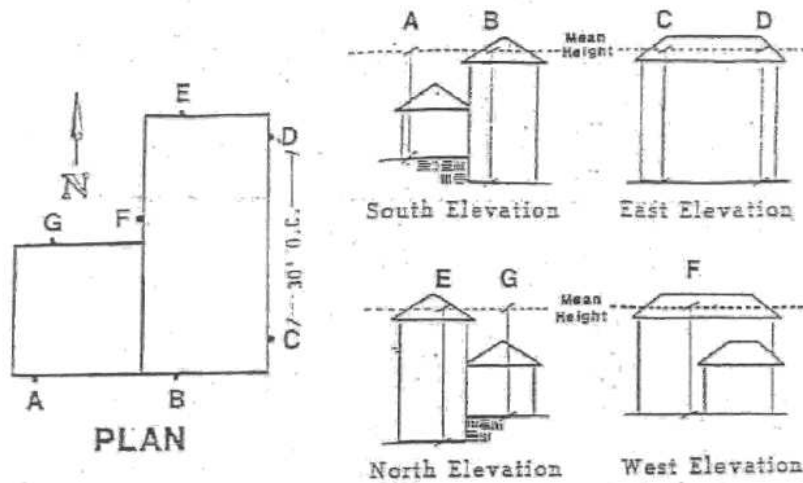 A
B
C
D
Mean
Height
South Elevation
East Elevation
E
D
N
G
F
30' O.C.
C
A
B
PLAN
E
G
F
Mean
Height
North Elevation
West Elevation